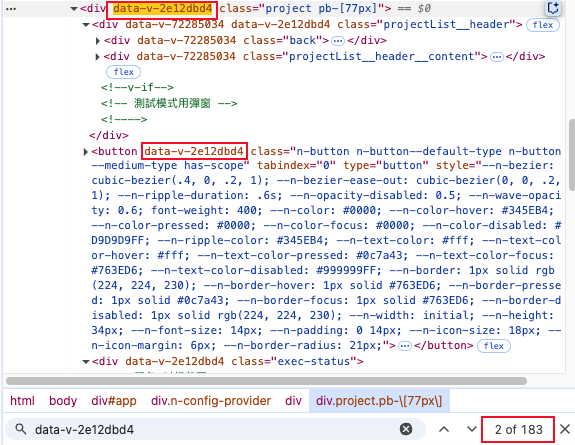 <div data-v-2e12dbd4 class="project pb-[77px]"> == $0
<div data-v-72285034 data-v-2e12dbd4 class="projectList__header">
flex
<div data-v-72285034 class="back">…</div>
<div data-v-72285034 class="projectList__header__content">…</div>
flex
<!--v-if-->
<!-- 測試模式用彈窗 -->
<!---->
</div>
<button data-v-2e12dbd4 class="n-button n-button--default-type n-button
--medium-type has-scope" tabindex="0" type="button" style="--n-bezier:
cubic-bezier(.4, 0, .2, 1); --n-bezier-ease-out: cubic-bezier(0, 0, .2,
1); --n-ripple-duration: .6s; --n-opacity-disabled: 0.5; --n-wave-opaci
ty: 0.6; font-weight: 400; --n-color: #0000; --n-color-hover: #345EB4;
--n-color-pressed: #0000; --n-color-focus: #0000; --n-color-disabled: #
D9D9D9FF; --n-ripple-color: #345EB4; --n-text-color: #fff; --n-text-col
or-hover: #fff; --n-text-color-pressed: #0c7a43; --n-text-color-focus:
#763ED6; --n-text-color-disabled: #999999FF; --n-border: 1px solid rgb
(224, 224, 230); --n-border-hover: 1px solid #763ED6; --n-border-presse
d: 1px solid #0c7a43; --n-border-focus: 1px solid #763ED6; --n-border-d
isabled: 1px solid rgb(224, 224, 230); --n-width: initial; --n-height:
34px; --n-font-size: 14px; --n-padding: 0 14px; --n-icon-size: 18px; --
n-icon-margin: 6px; --n-border-radius: 21px;">…</button> flex
<div data-v-2e12dbd4 class="exec-status">
html body div#app div.n-config-provider div div.project.pb-\[77px\]
data-v-2e12dbd4 2 of 183